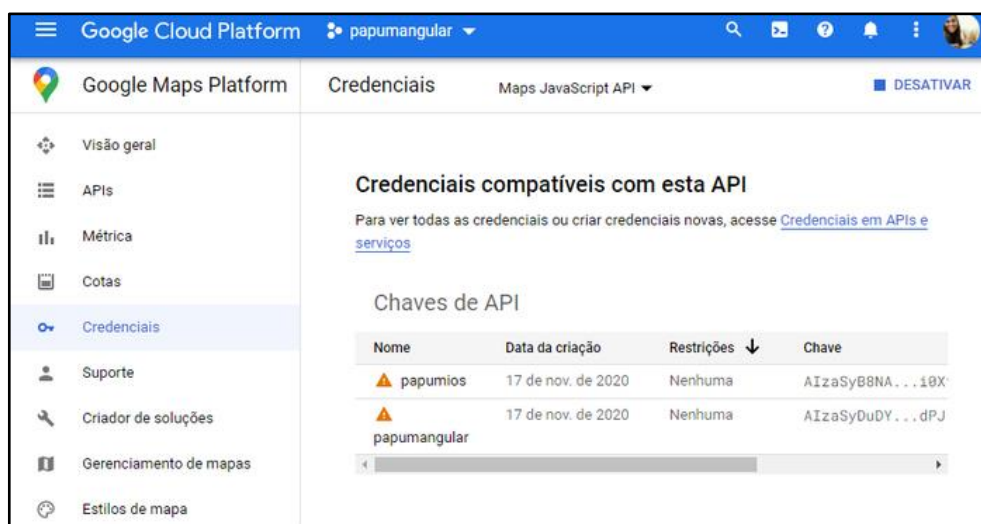 Google Cloud Platform papumangular
Google Maps Platform
Credenciais Maps JavaScript API DESATIVAR
Visão geral
APIs
Métrica
Cotas
Credenciais
Suporte
Criador de soluções
Gerenciamento de mapas
Estilos de mapa
Credenciais compatíveis com esta API
Para ver todas as credenciais ou criar credenciais novas, acesse Credenciais em APIs e
serviços
Chaves de API
Nome Data da criação Restrições Chave
papumios 17 de nov. de 2020 Nenhuma AIzaSyB8NA...i0X
17 de nov. de 2020 Nenhuma AIzaSyDuDY...dPJ
papumangular